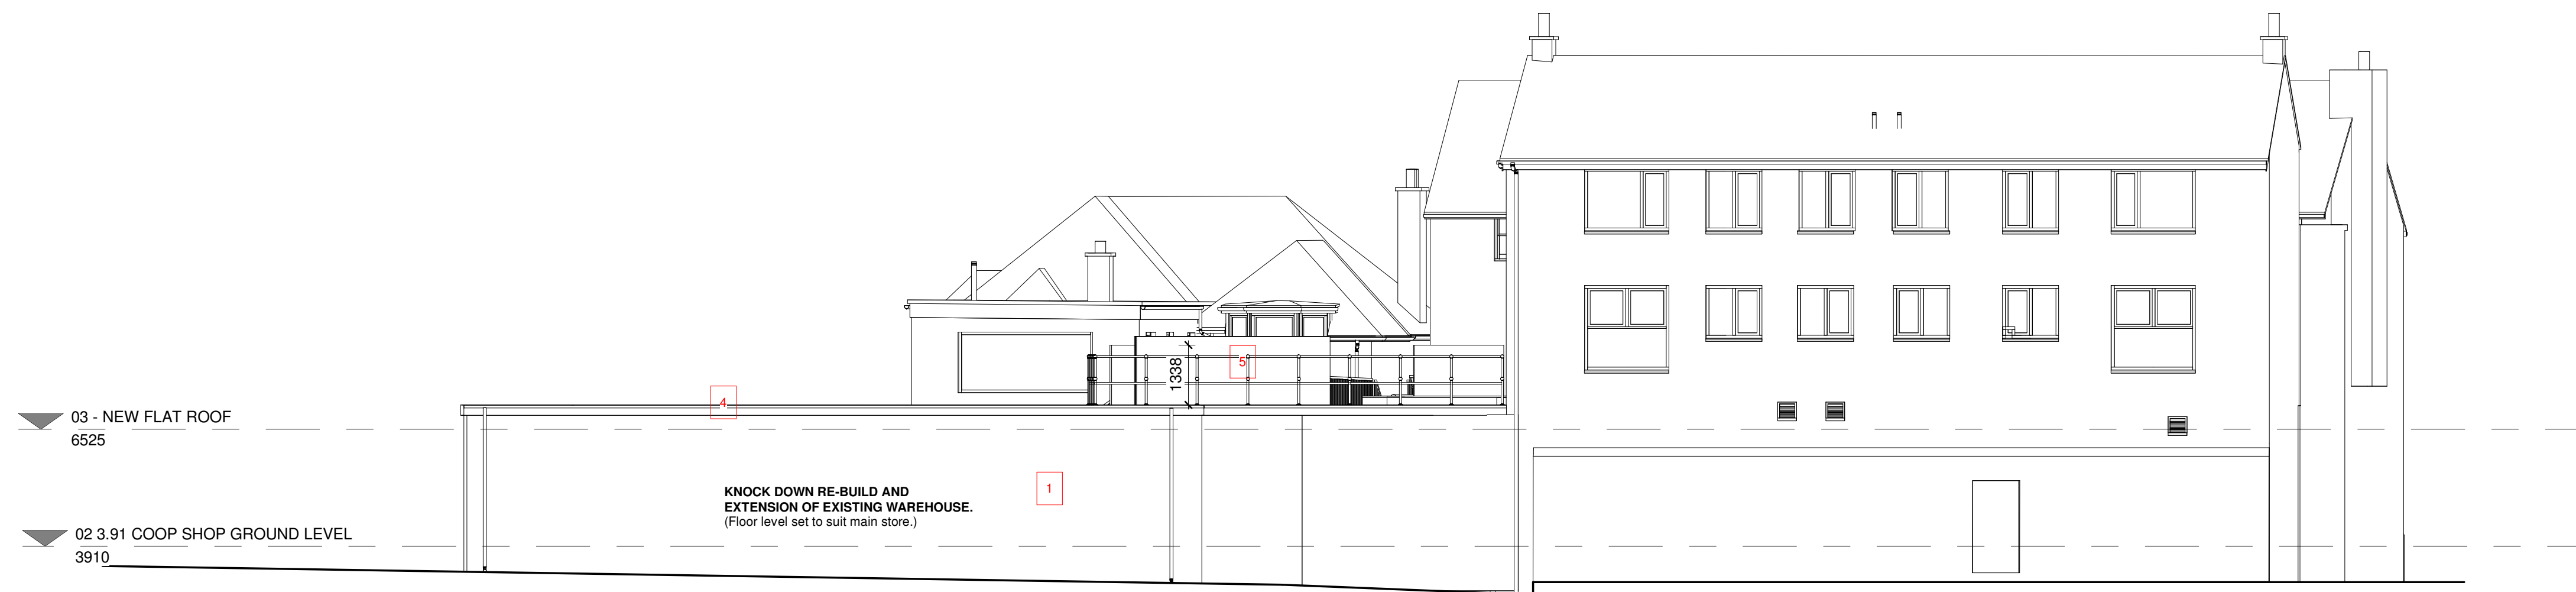 5
1338
4
03 - NEW FLAT ROOF
6525
1
KNOCK DOWN RE-BUILD AND
EXTENSION OF EXISTING WAREHOUSE.
(Floor level set to suit main store.)
02 3.91 COOP SHOP GROUND LEVEL
3910